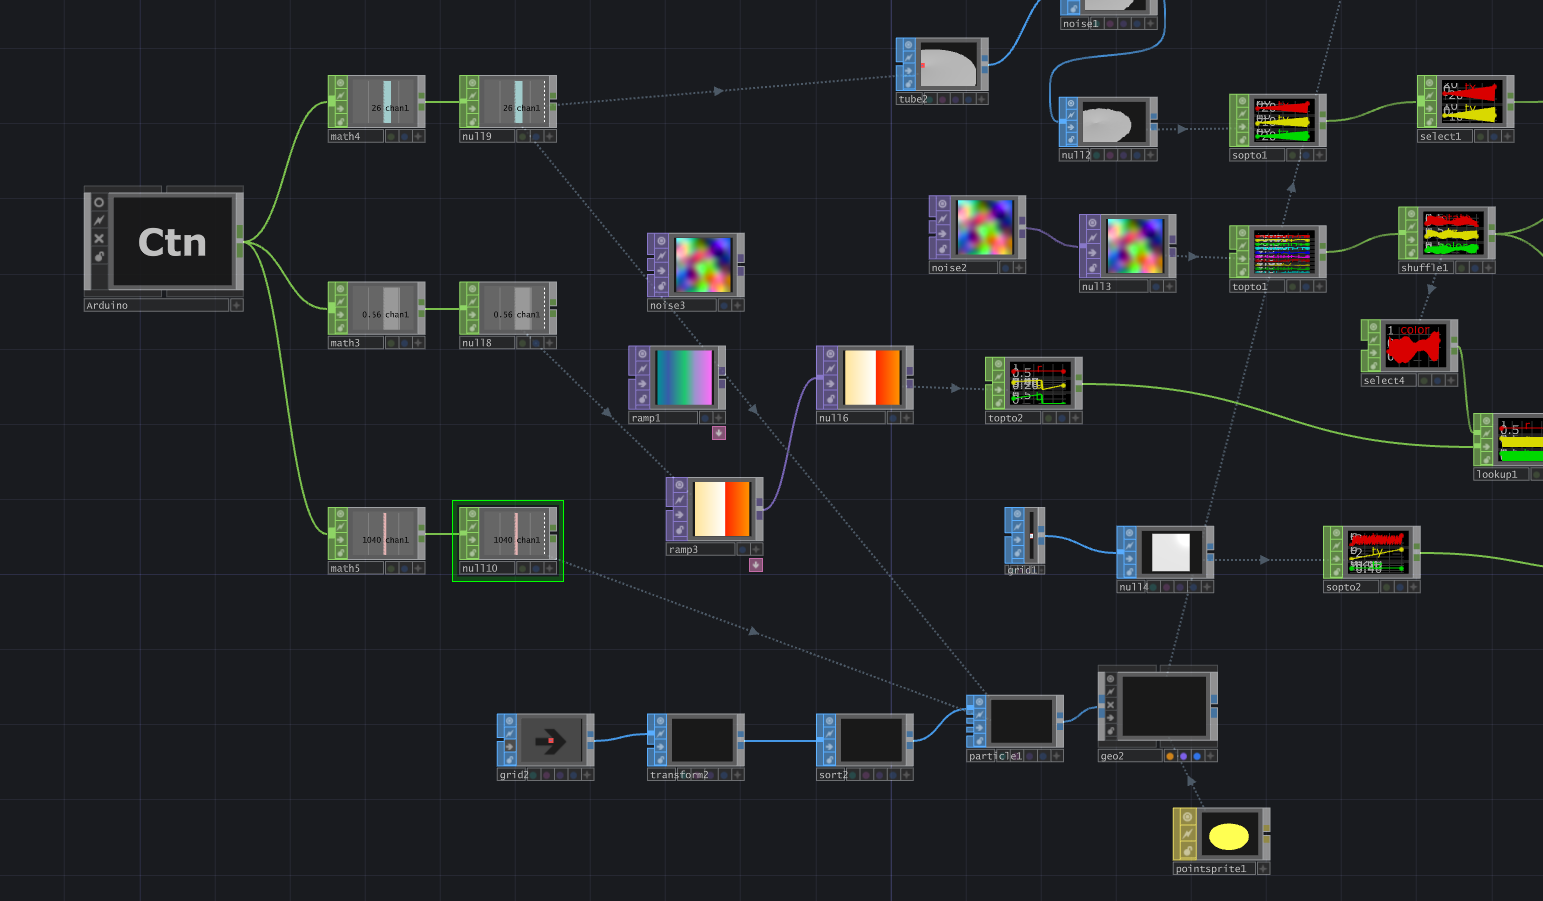 noise1
tube2
26 chan1
math4
26 chan1
null9
null2
sopto1
select1
Ctn
Arduino
noise2
null3
topto1
shuffle1
noise3
0.56 chan1
math3
0.56 chan1
null8
color
select4
ramp1
null6
topto2
lookup1
1040 chan1
math5
1040 chan1
null10
ramp3
grid1
null4
ty
sopto2
grid2
transform2
sort2
particle1
geo2
pointsprite1